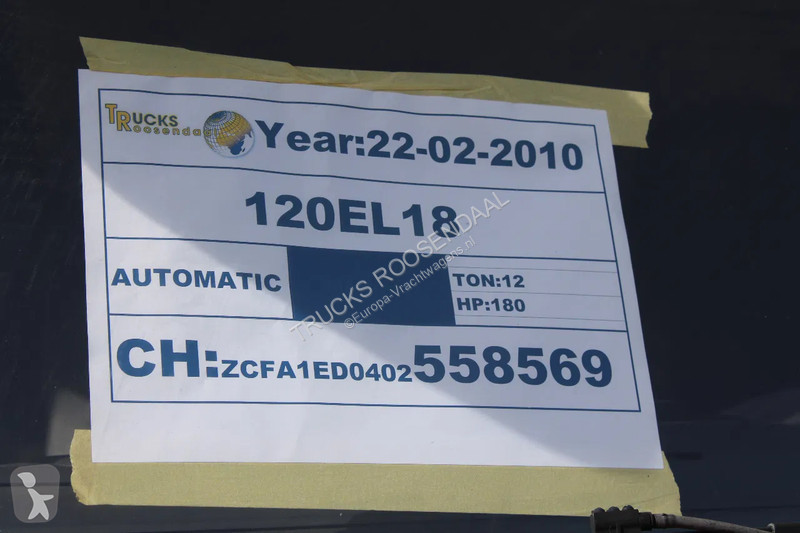 TRUCKS
Roosendaal
Year:22-02-2010
120EL18
AUTOMATIC
TON:12
HP:180
CH:ZCFA1ED0402558569
TRUCKS ROOSENDAAL
©Europa-Vrachtwagens.nl